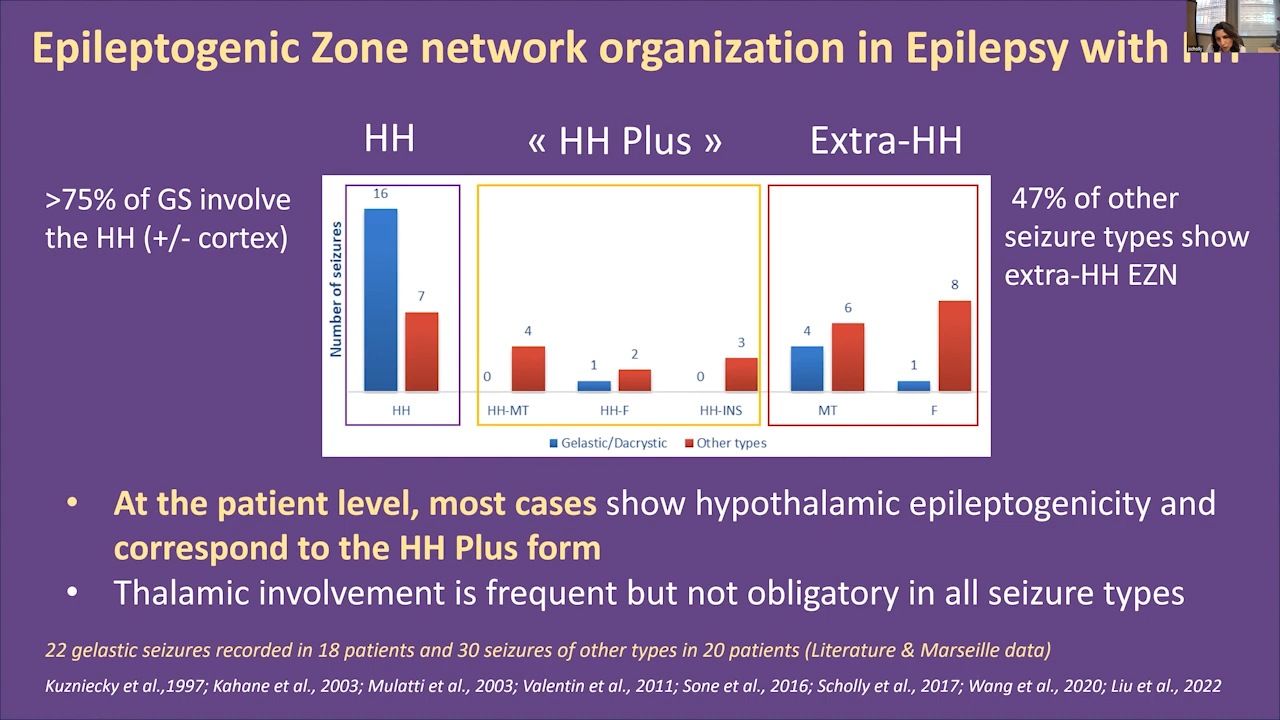 Epileptogenic Zone network organization in Epilepsy with HH
HH
« HH Plus »
Extra-HH
>75% of GS involve
the HH (+/- cortex)
47% of other
seizure types show
extra-HH EZN
Number of seizures
16
7
0
4
1
2
0
3
4
6
1
8
HH
HH-MT
HH-F
HH-INS
MT
F
Gelastic/Dacrystic
Other types
• At the patient level, most cases show hypothalamic epileptogenicity and
correspond to the HH Plus form
• Thalamic involvement is frequent but not obligatory in all seizure types
22 gelastic seizures recorded in 18 patients and 30 seizures of other types in 20 patients (Literature & Marseille data)
Kuzniecky et al.,1997; Kahane et al., 2003; Mulatti et al., 2003; Valentin et al., 2011; Sone et al., 2016; Scholly et al., 2017; Wang et al., 2020; Liu et al., 2022